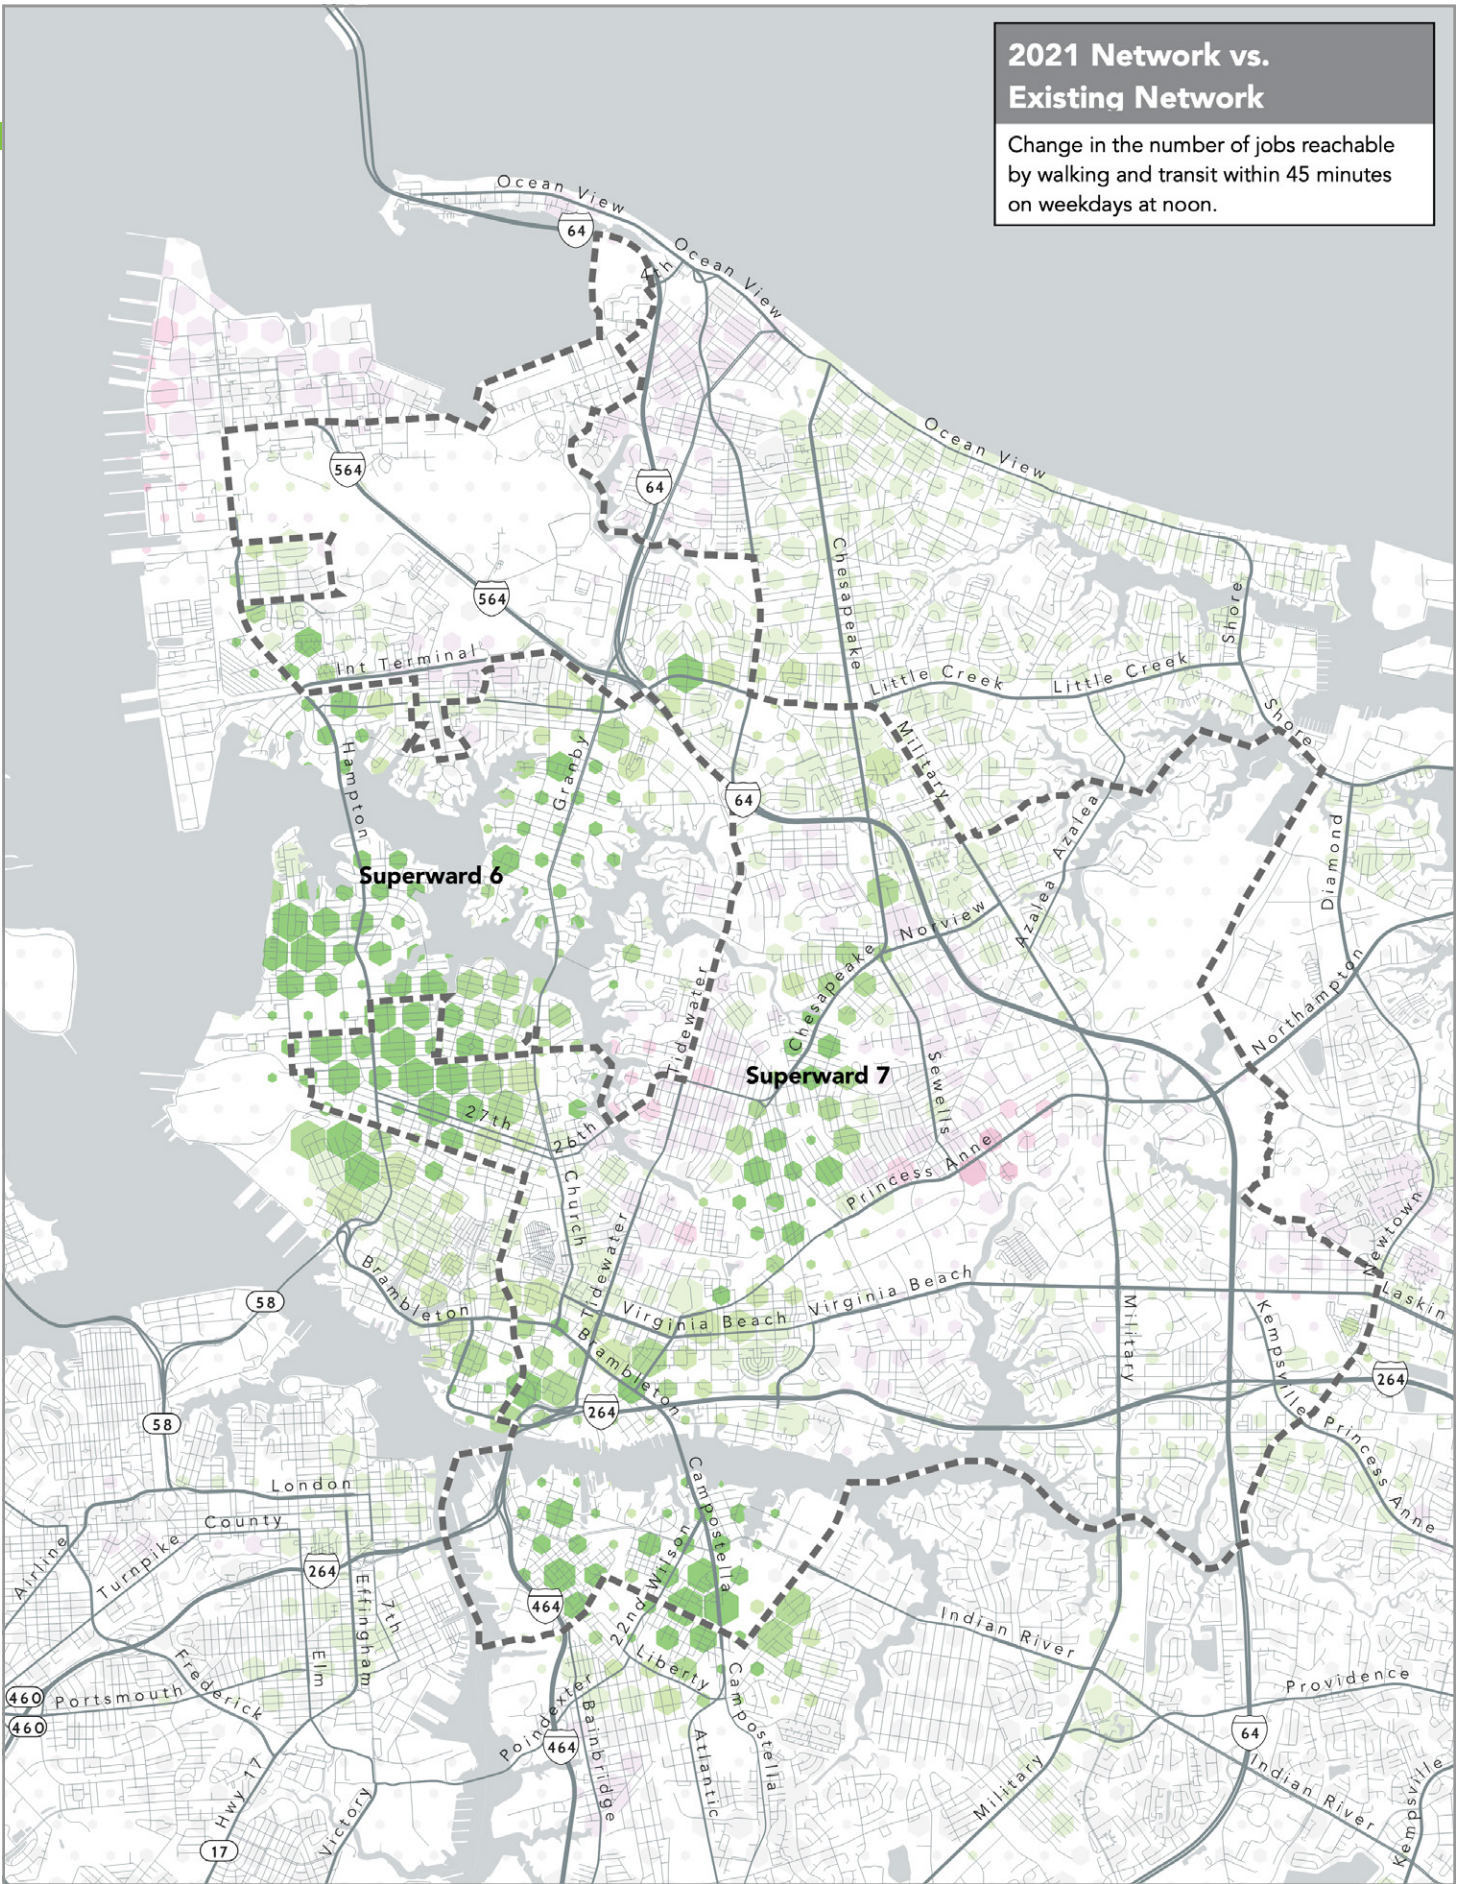 2021 Network vs.
Existing Network
Change in the number of jobs reachable
by walking and transit within 45 minutes
on weekdays at noon.
Ocean View
64
Ocean View
4th
Ocean View
564
64
Chesapeake
564
Shore
Int Terminal
Little Creek
Little Creek
Shore
Military
Hampton
Granby
64
Azalea
Diamond
Superward 6
Azalea
Norview
Chesapeake
Northampton
Tidewater
Superward 7
Sewells
27th
26th
Princess Anne
Church
Tidewater
Newtown
Brambleton
58
Virginia Beach
Virginia Beach
Laskin
Kempsville
Military
Brambleton
264
264
58
Princess Anne
London
Campostella
County
Airline
Turnpike
264
Effingham
7th
Wilson
22nd
464
Indian River
Elm
Liberty
Frederick
Campostella
Providence
460
Portsmouth
460
Poindexter
Bainbridge
Atlantic
464
64
Hwy 17
Victory
Military
Indian River
Kemdsville
17